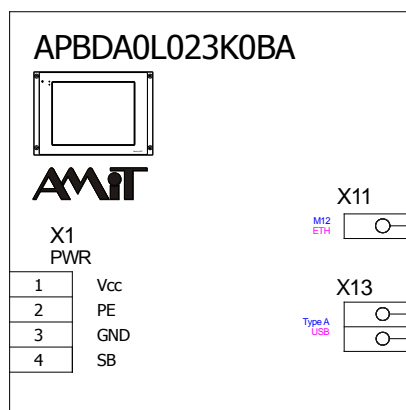 APBDA0L023K0BA
AMiT
X1
PWR
1 Vcc
2 PE
3 GND
4 SB
X11
M12
ETH
X13
Type A
USB